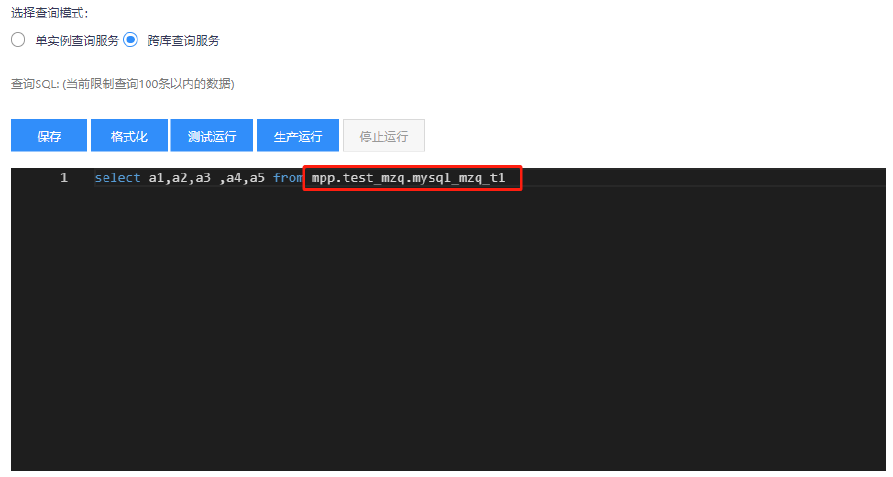 选择查询模式:
单实例查询服务 跨库查询服务
查询SQL: (当前限制查询100条以内的数据)
保存 格式化 测试运行 生产运行 停止运行
1 select a1,a2,a3 ,a4,a5 from mpp.test_mzq.mysql_mzq_t1